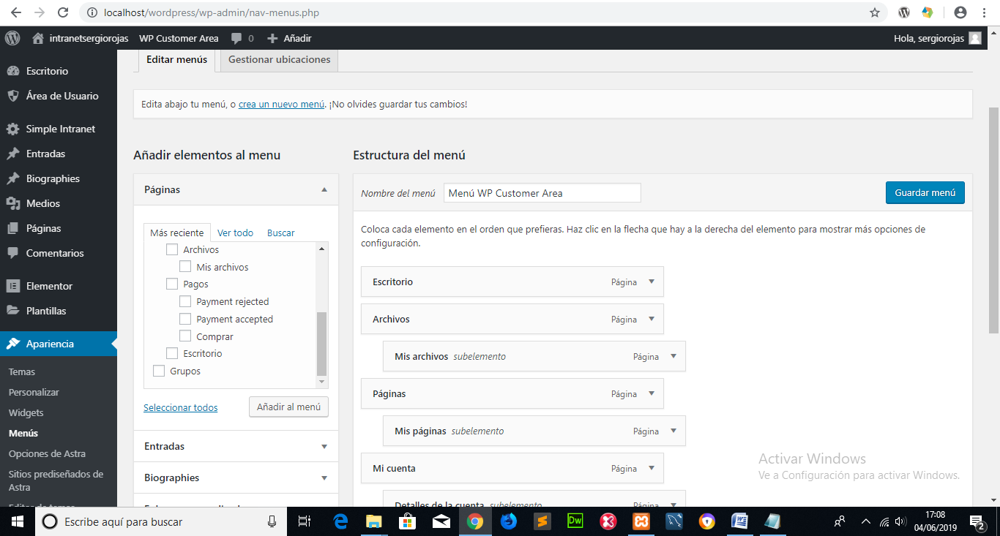 localhost/wordpress/wp-admin/nav-menus.php
intranetsergiorojas WP Customer Area 0 Añadir Hola, sergiorojas
Escritorio
Área de Usuario
Simple Intranet
Entradas
Biographies
Medios
Páginas
Comentarios
Elementor
Plantillas
Apariencia
Temas
Personalizar
Widgets
Menús
Opciones de Astra
Sitios prediseñados de
Astra
Editar menús Gestionar ubicaciones
Edita abajo tu menú, o crea un nuevo menú. ¡No olvides guardar tus cambios!
Añadir elementos al menu
Páginas
Más reciente Ver todo Buscar
Archivos
Mis archivos
Pagos
Payment rejected
Payment accepted
Comprar
Escritorio
Grupos
Seleccionar todos Añadir al menú
Entradas
Biographies
Estructura del menú
Nombre del menú Menú WP Customer Area Guardar menú
Coloca cada elemento en el orden que prefieras. Haz clic en la flecha que hay a la derecha del elemento para mostrar más opciones de
configuración.
Escritorio Página
Archivos Página
Mis archivos subelemento Página
Páginas Página
Mis páginas subelemento Página
Mi cuenta Página
Detalles de la cuenta subelemento Página
Activar Windows
Ve a Configuración para activar Windows.
Escribe aquí para buscar
Dw
17:08
04/06/2019
2